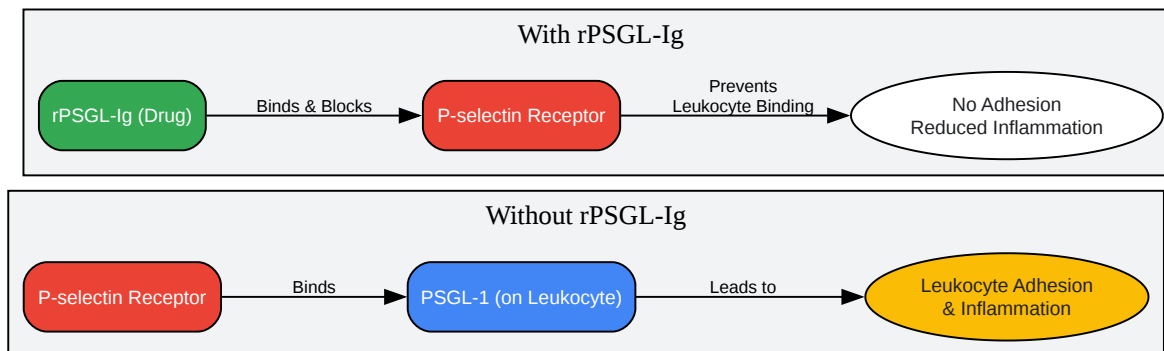 With rPSGL-Ig
rPSGL-Ig (Drug)
Binds & Blocks
P-selectin Receptor
Prevents
Leukocyte Binding
No Adhesion
Reduced Inflammation
Without rPSGL-Ig
P-selectin Receptor
Binds
PSGL-1 (on Leukocyte)
Leads to
Leukocyte Adhesion
& Inflammation